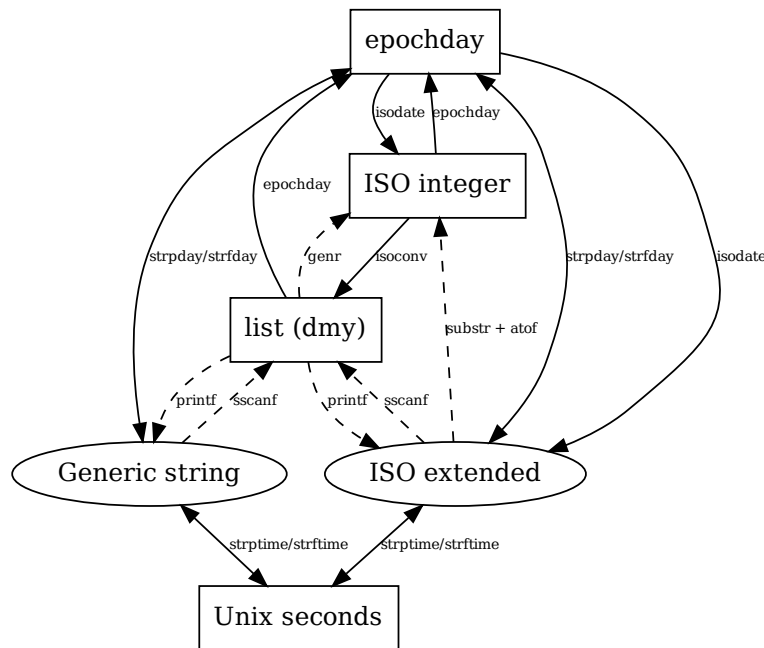 epochday
isodate
epochday
ISO integer
epochday
strpday/strfday
genr
isoconv
strpday/strfday
isodate
list (dmy)
substr + atof
printf
sscanf
printf
sscanf
Generic string
ISO extended
strptime/strftime
strptime/strftime
Unix seconds